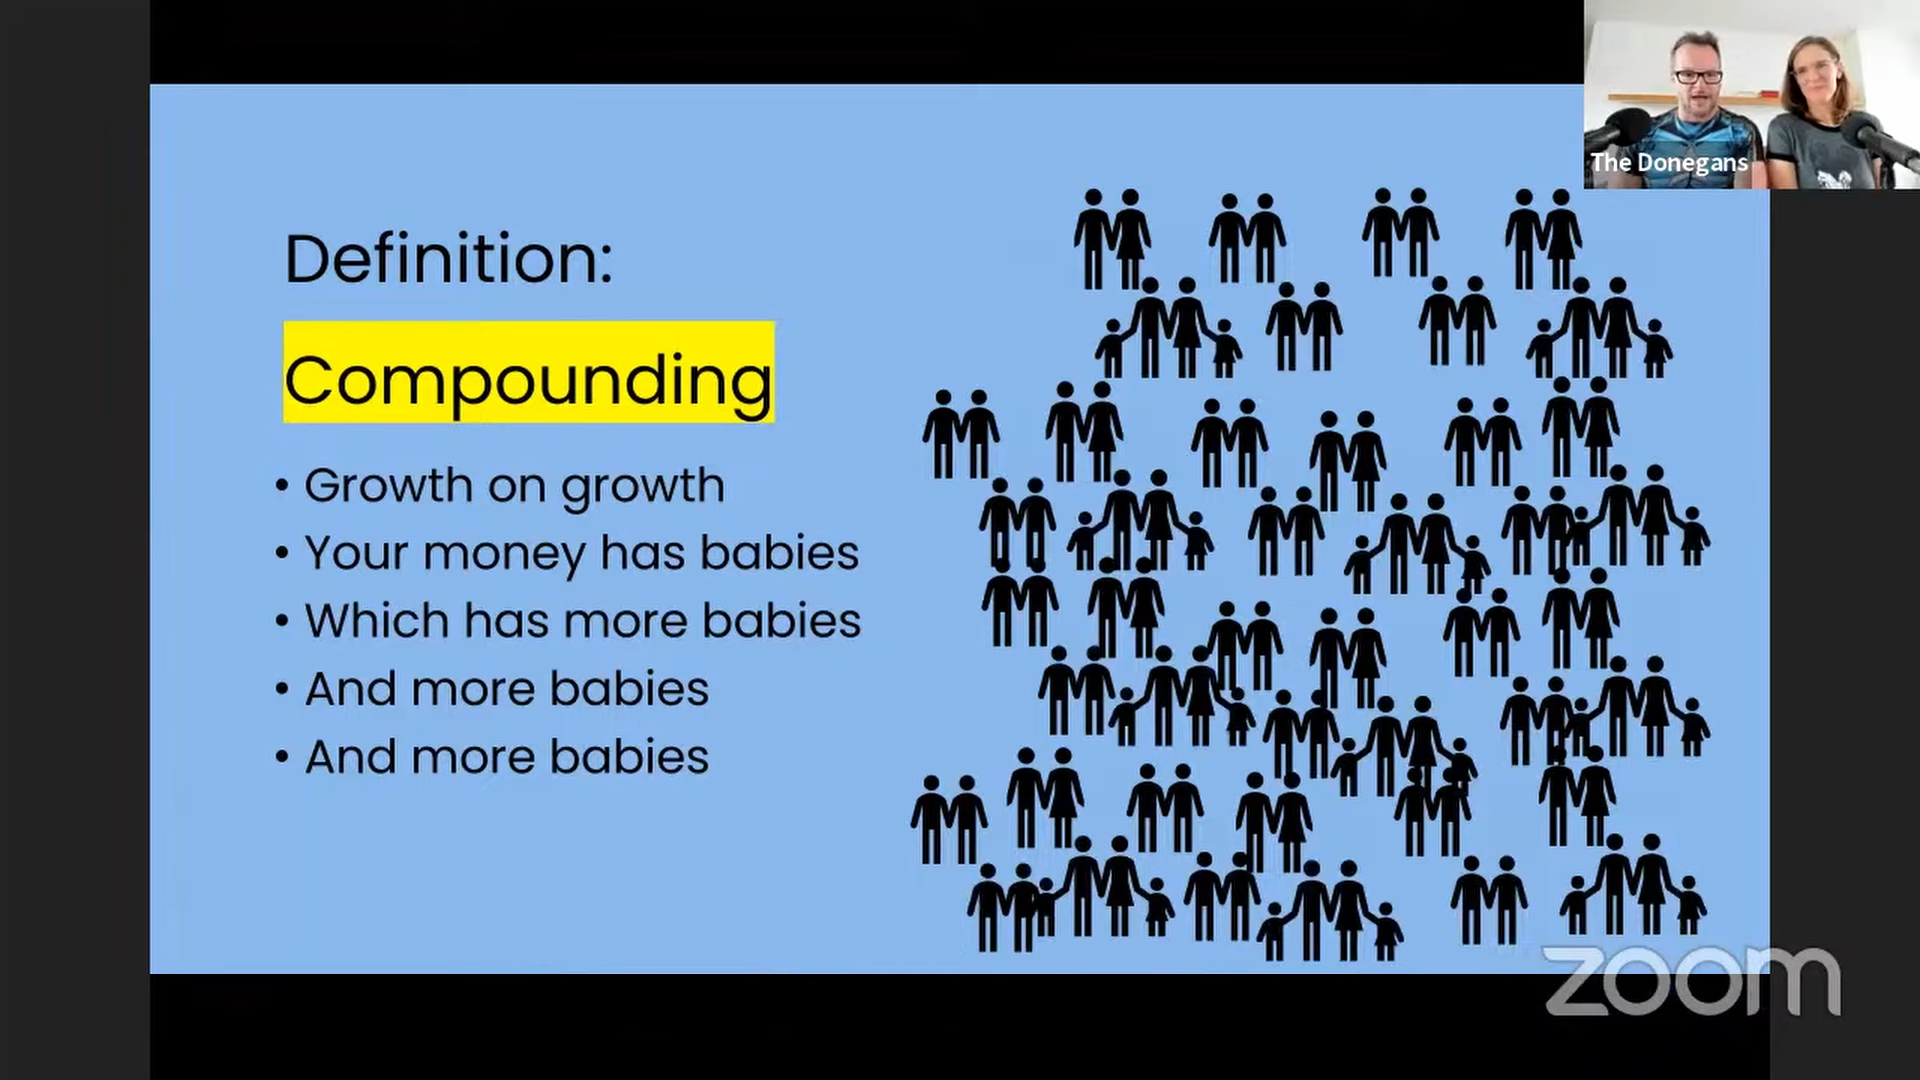 The Donegans
Definition:
Compounding
• Growth on growth
• Your money has babies
• Which has more babies
• And more babies
• And more babies
zoom